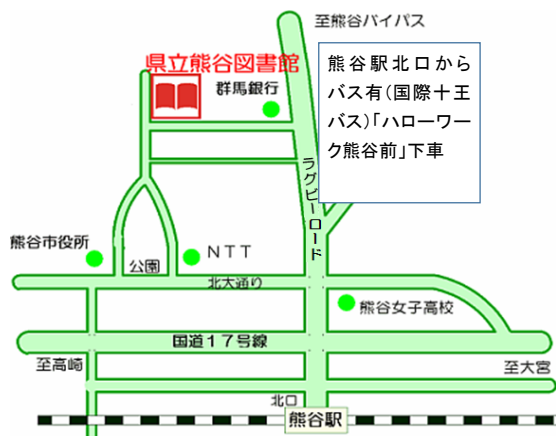 至熊谷バイパス
県立熊谷図書館
群馬銀行
熊谷駅北口から
バス有(国際十王
バス)「ハローワー
ク熊谷前」下車
ラグビーロード
熊谷市役所
公園
NTT
北大通り
熊谷女子高校
国道17号線
至高崎
至大宮
北口
熊谷駅